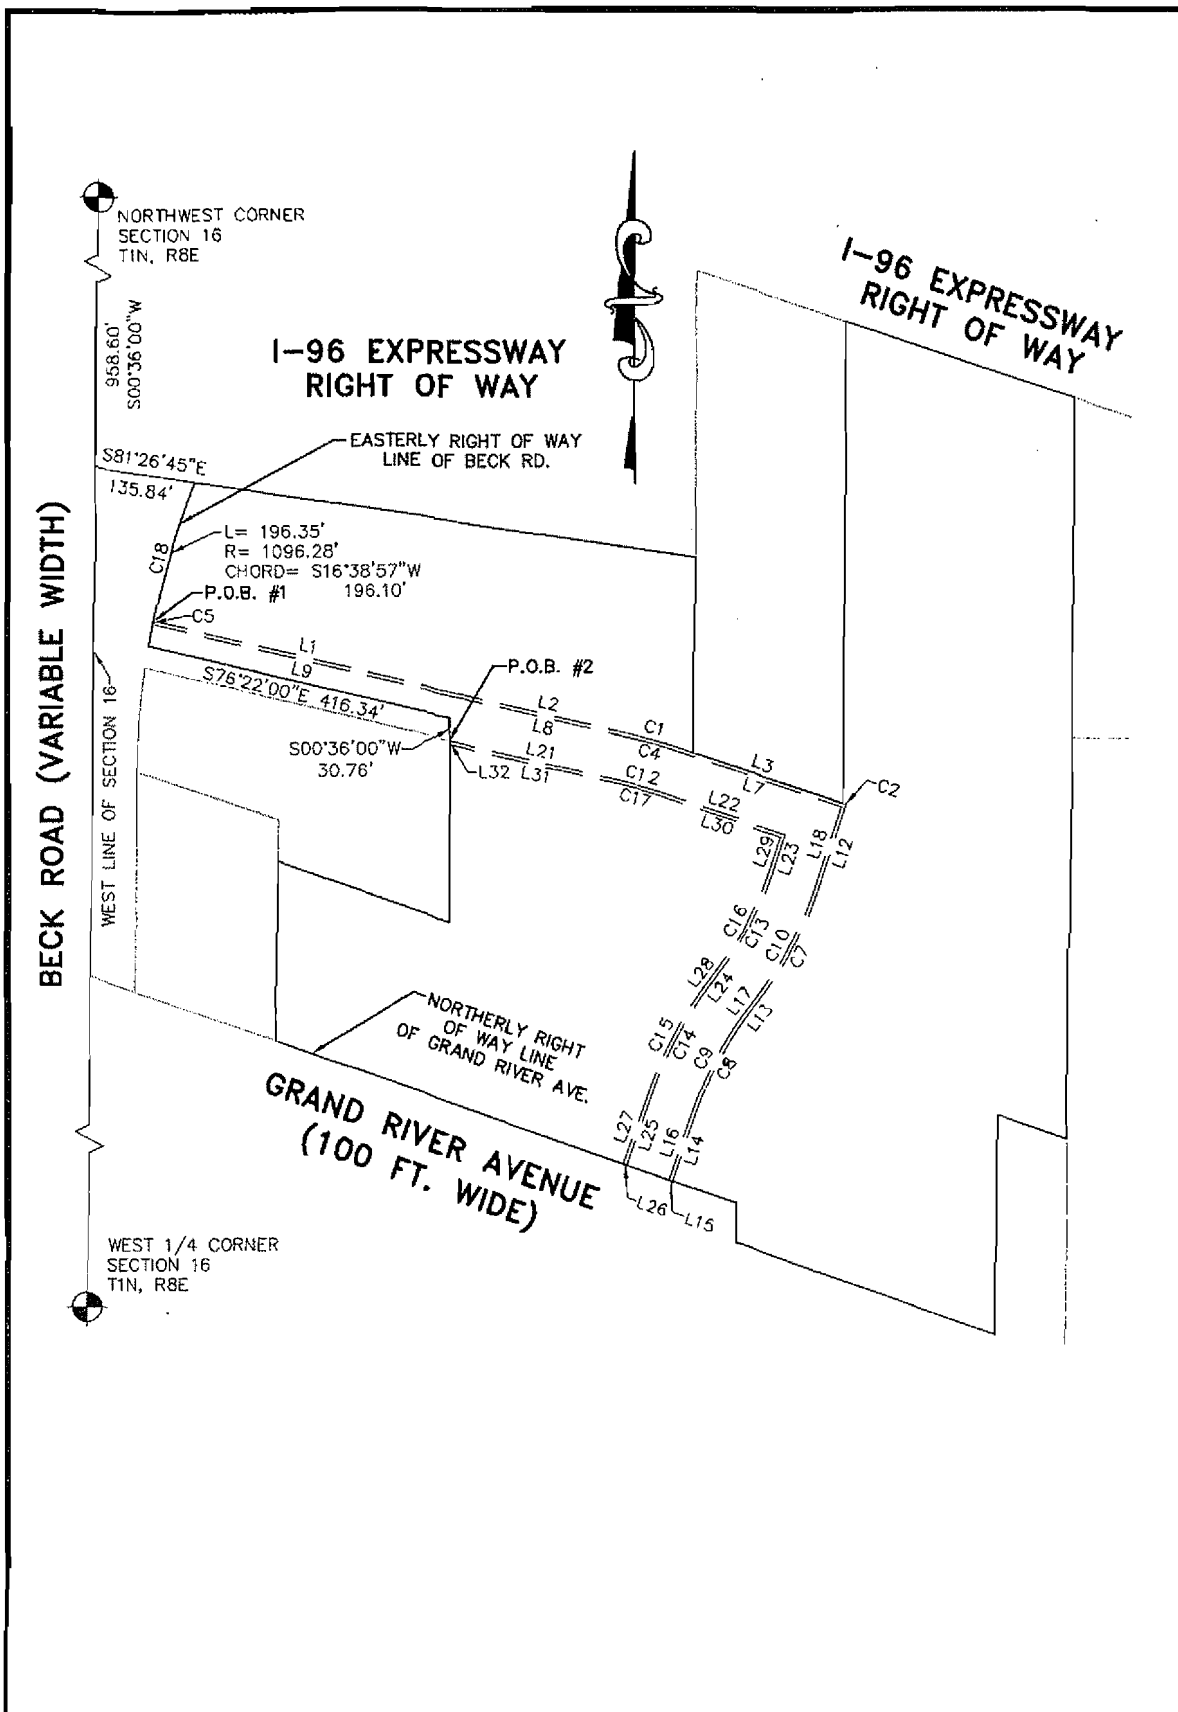 NORTHWEST CORNER
SECTION 16
T1N, R8E
958.60'
S00°36'00"W
I-96 EXPRESSWAY
RIGHT OF WAY
I-96 EXPRESSWAY
RIGHT OF WAY
EASTERLY RIGHT OF WAY
LINE OF BECK RD.
S81°26'45"E
135.84'
C18
L= 196.35'
R= 1096.28'
CHORD= S16°38'57"W
196.10'
P.O.B. #1
C5
BECK ROAD (VARIABLE WIDTH)
WEST LINE OF SECTION 16
L1
L9
S76°22'00"E 416.34'
P.O.B. #2
L2
L8
C1
C4
L3
L7
C2
S00°36'00"W
30.76'
L32
L21
L31
C12
C17
L22
L30
L29
L23
L18
L12
C16
C13
C10
C7
L28
L24
L17
L13
C15
C14
C9
C8
L27
L25
L16
L14
L26
L15
NORTHERLY RIGHT
OF WAY LINE
OF GRAND RIVER AVE.
GRAND RIVER AVENUE
(100 FT. WIDE)
WEST 1/4 CORNER
SECTION 16
T1N, R8E